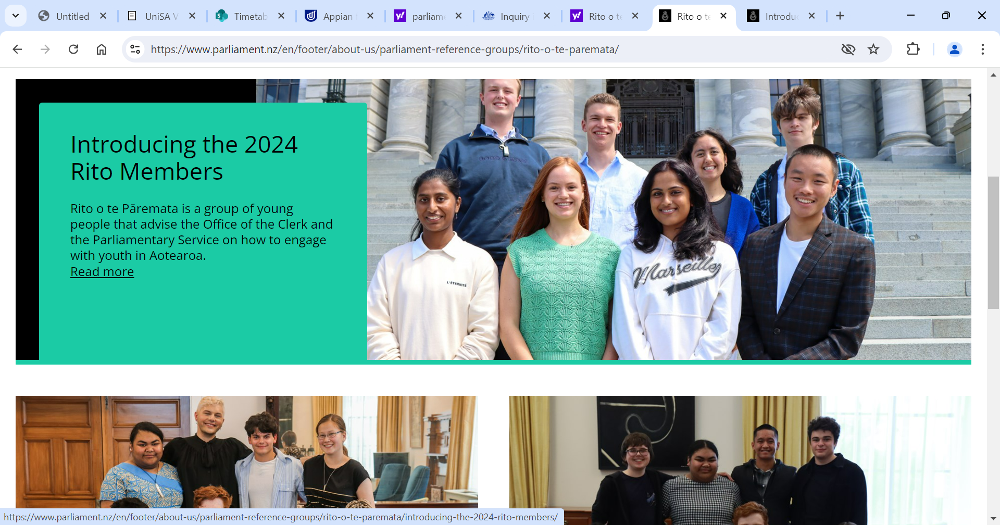 Untitled
UniSA V
Timetab
Appian f
parliame
Inquiry i
Rito o te
Rito o te
Introduc
https://www.parliament.nz/en/footer/about-us/parliament-reference-groups/rito-o-te-paremata/
Introducing the 2024
Rito Members
Rito o te Pāremata is a group of young
people that advise the Office of the Clerk and
the Parliamentary Service on how to engage
with youth in Aotearoa.
Read more
L'ÉTERNITÉ
Marseille
https://www.parliament.nz/en/footer/about-us/parliament-reference-groups/rito-o-te-paremata/introducing-the-2024-rito-members/